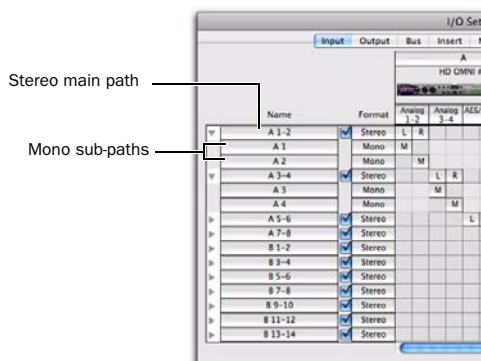 I/O Set
Input Output Bus Insert
A
HD OMNI
Name Format Analog 1-2 Analog 3-4 AES/
Stereo main path
Mono sub-paths
A 1-2 Stereo L R
A 1 Mono M
A 2 Mono M
A 3-4 Stereo L R
A 3 Mono M
A 4 Mono M
A 5-6 Stereo L
A 7-8 Stereo
B 1-2 Stereo
B 3-4 Stereo
B 5-6 Stereo
B 7-8 Stereo
B 9-10 Stereo
B 11-12 Stereo
B 13-14 Stereo